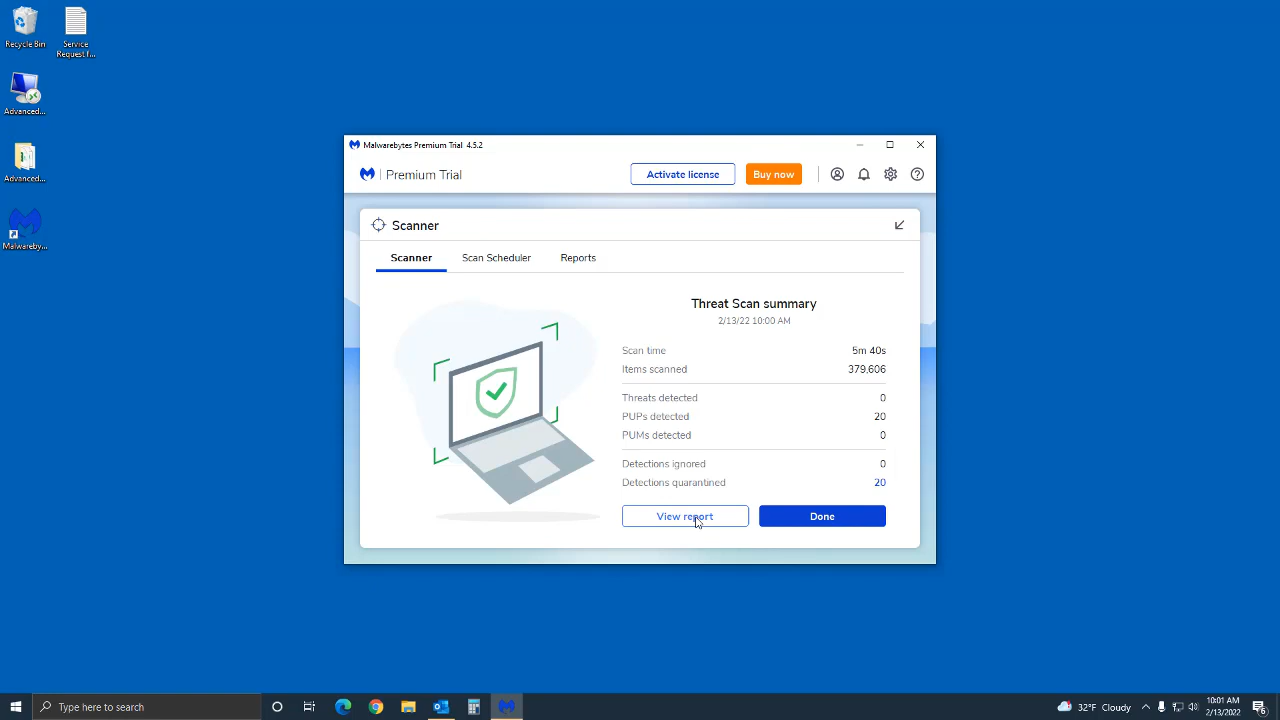 Recycle Bin
Service
Request f...
Advanced...
Advanced...
Malwareby...
Malwarebytes Premium Trial 4.5.2
Premium Trial
Activate license
Buy now
Scanner
Scanner
Scan Scheduler
Reports
Threat Scan summary
2/13/22 10:00 AM
Scan time 5m 40s
Items scanned 379,606
Threats detected 0
PUPs detected 20
PUMs detected 0
Detections ignored 0
Detections quarantined 20
View report
Done
Type here to search
32°F Cloudy
10:01 AM
2/13/2022
6